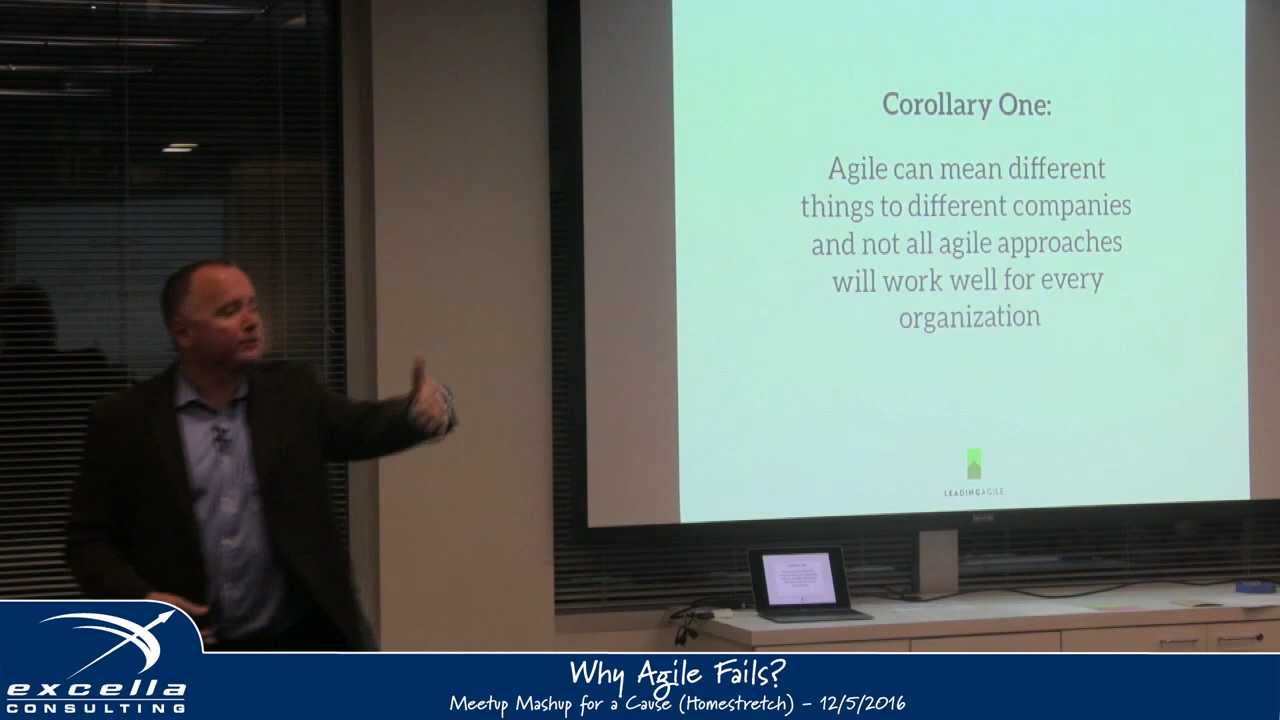 Corollary One:
Agile can mean different
things to different companies
and not all agile approaches
will work well for every
organization
LEADINGAGILE
excella
CONSULTING
Why Agile Fails?
Meetup Mashup for a Cause (Homestretch) - 12/5/2016